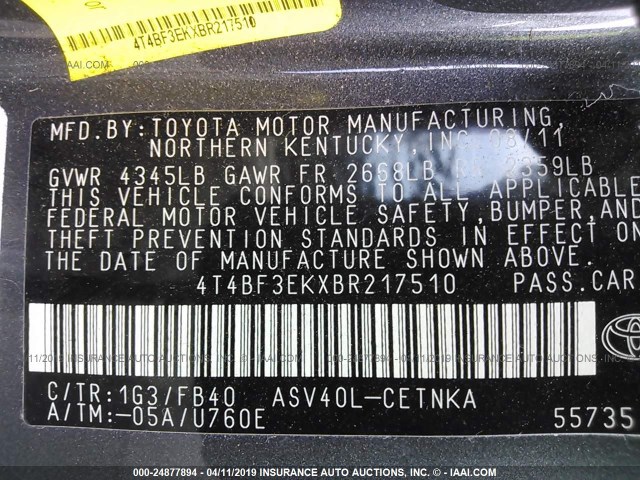 4T4BF3EKXBR217510
MFD.BY:TOYOTA MOTOR MANUFACTURING,
NORTHERN KENTUCKY,INC. 03/11
GVWR 4345LB GAWR FR 2668LB 2359LB
THIS VEHICLE CONFORMS TO ALL APPLICABLE
FEDERAL MOTOR VEHICLE SAFETY,BUMPER,AND
THEFT PREVENTION STANDARDS IN EFFECT ON
THE DATE OF MANUFACTURE SHOWN ABOVE.
4T4BF3EKXBR217510 PASS.CAR
C/TR:1G3/FB40 ASV40L-CETNKA
A/TM:-05A/U760E 55735
000-24877894 - 04/11/2019 INSURANCE AUTO AUCTIONS, INC. - IAAI.COM